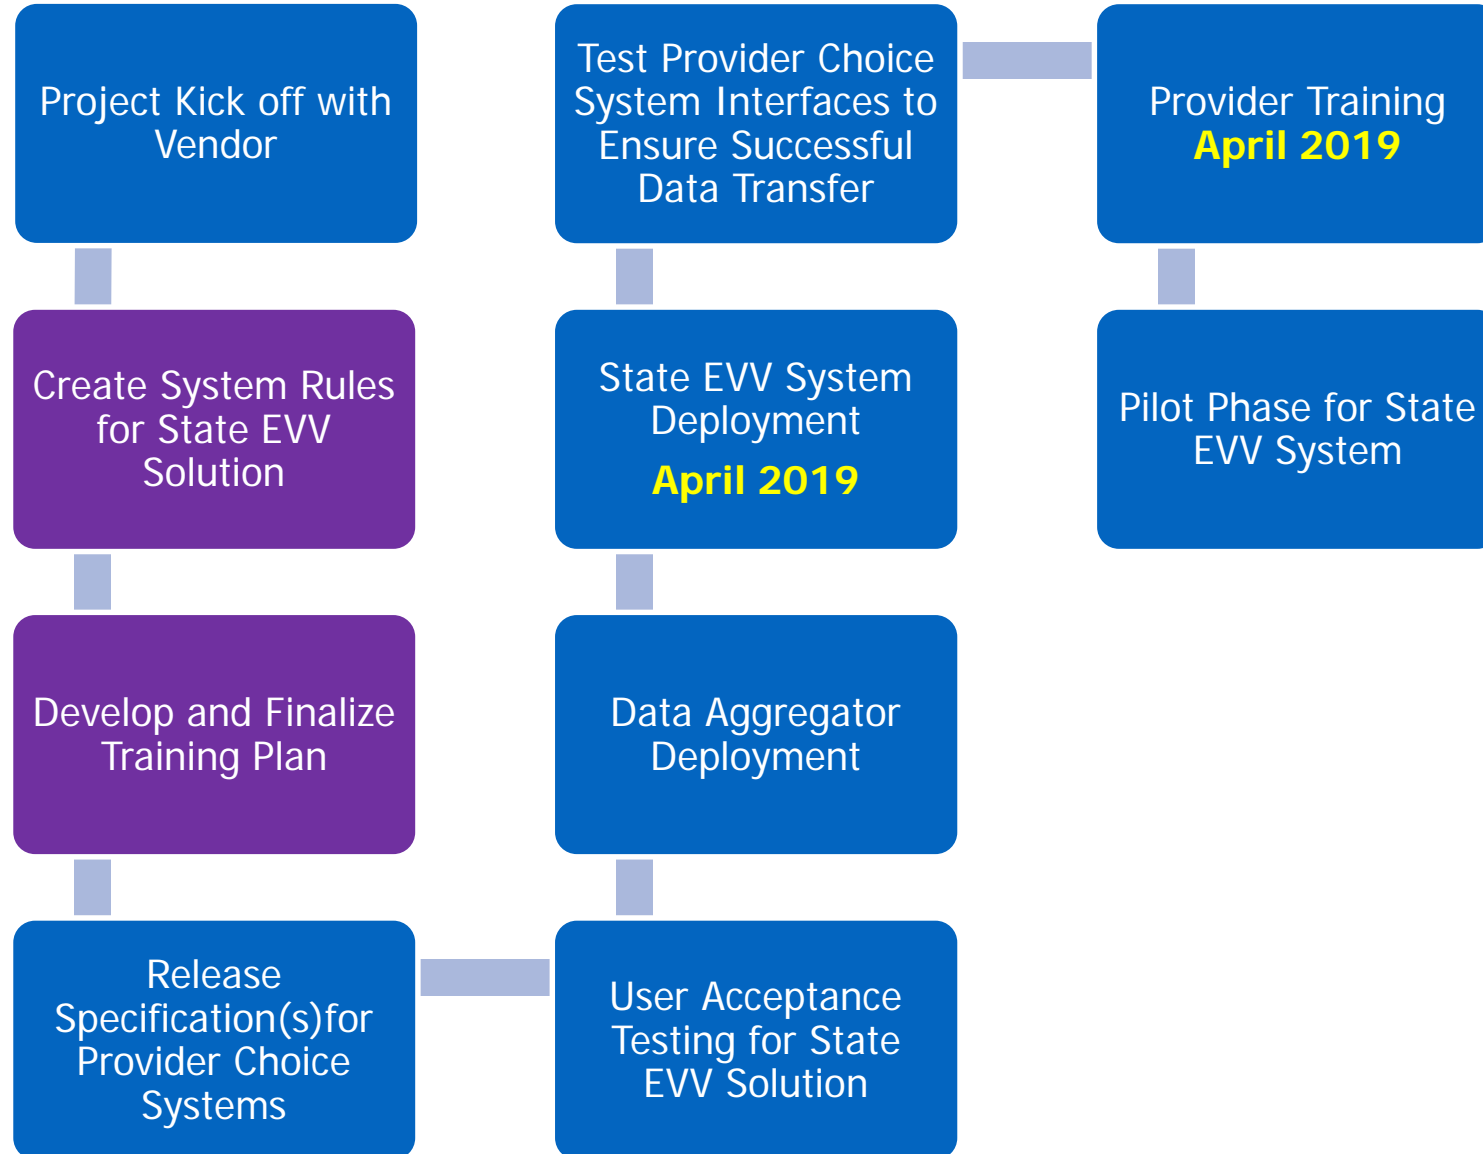 Project Kick off with
Vendor
Create System Rules
for State EVV
Solution
Develop and Finalize
Training Plan
Release
Specification(s)for
Provider Choice
Systems
User Acceptance
Testing for State
EVV Solution
Data Aggregator
Deployment
State EVV System
Deployment
April 2019
Test Provider Choice
System Interfaces to
Ensure Successful
Data Transfer
Provider Training
April 2019
Pilot Phase for State
EVV System